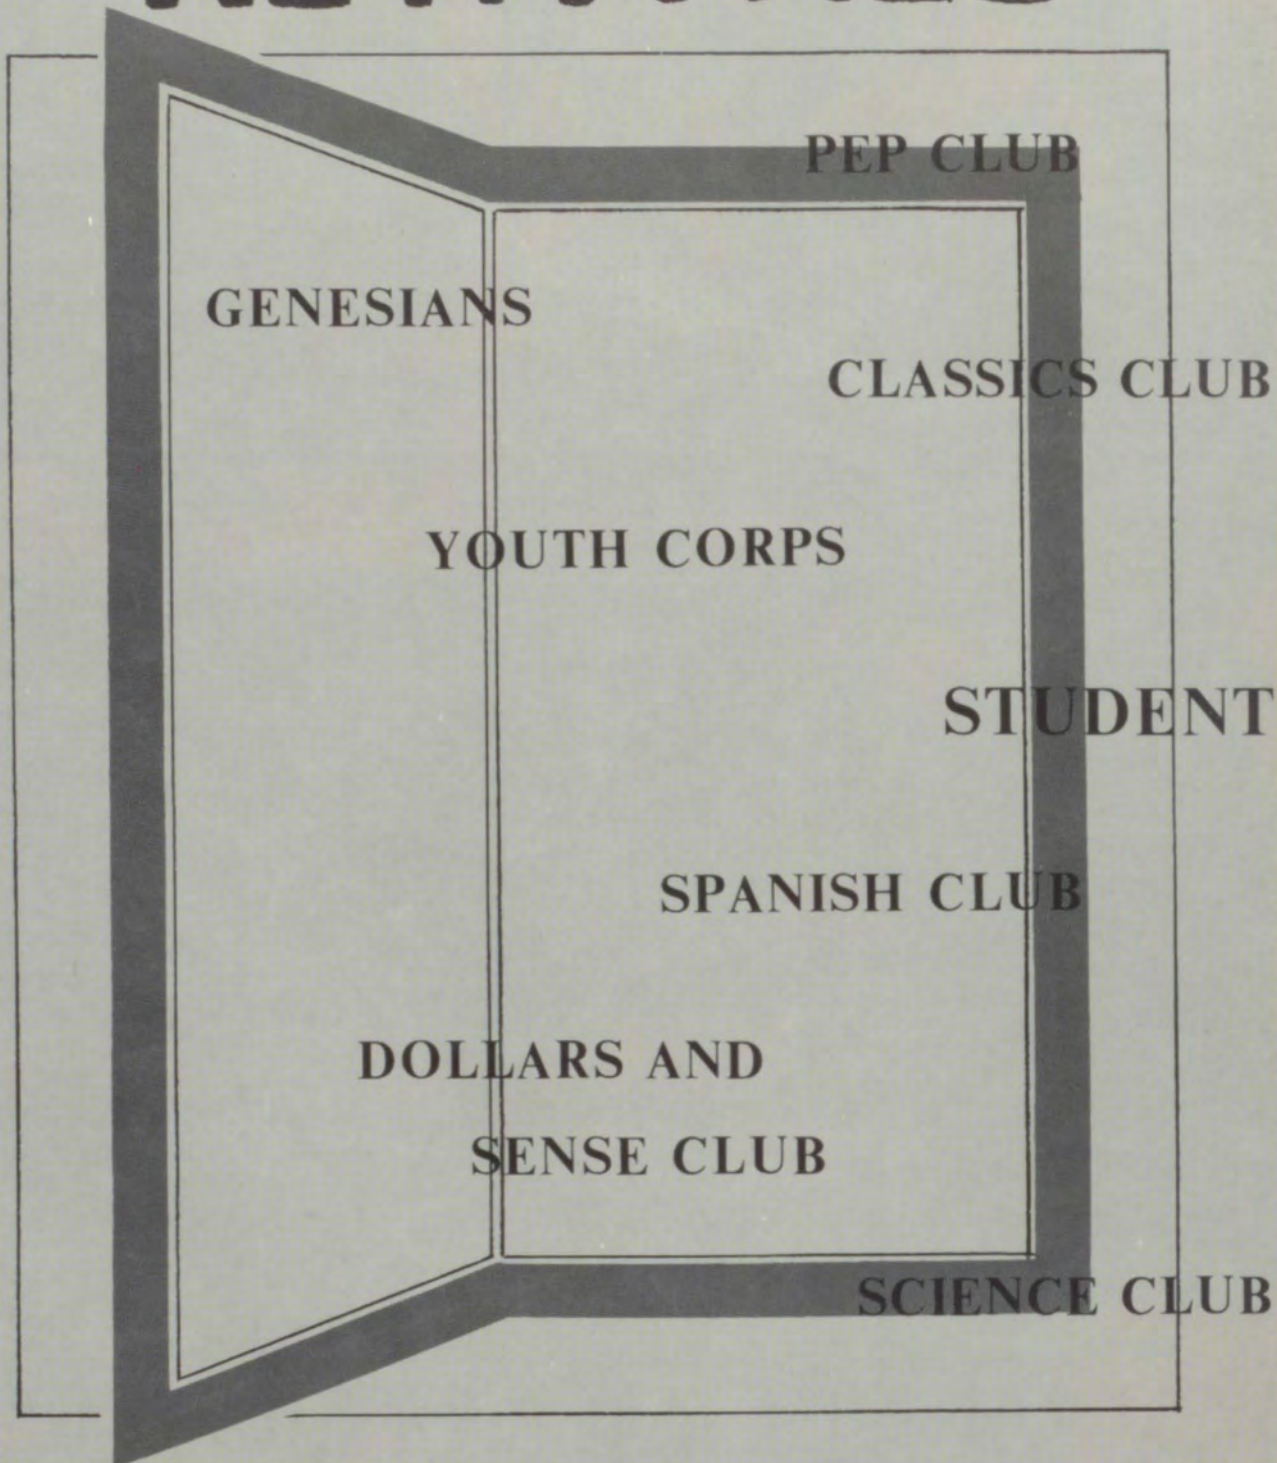 PEP CLUB
GENESIANS
CLASSICS CLUB
YOUTH CORPS
STUDENT
SPANISH CLUB
DOLLARS AND
SENSE CLUB
SCIENCE CLUB